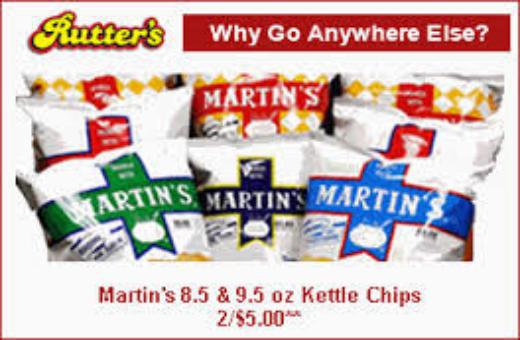 Rutter's
Why Go Anywhere Else?
MARTIN'S
MARTIN'S
MARTIN'S
MARTIN'S
Martin's 8.5 & 9.5 oz Kettle Chips
2/$5.00**